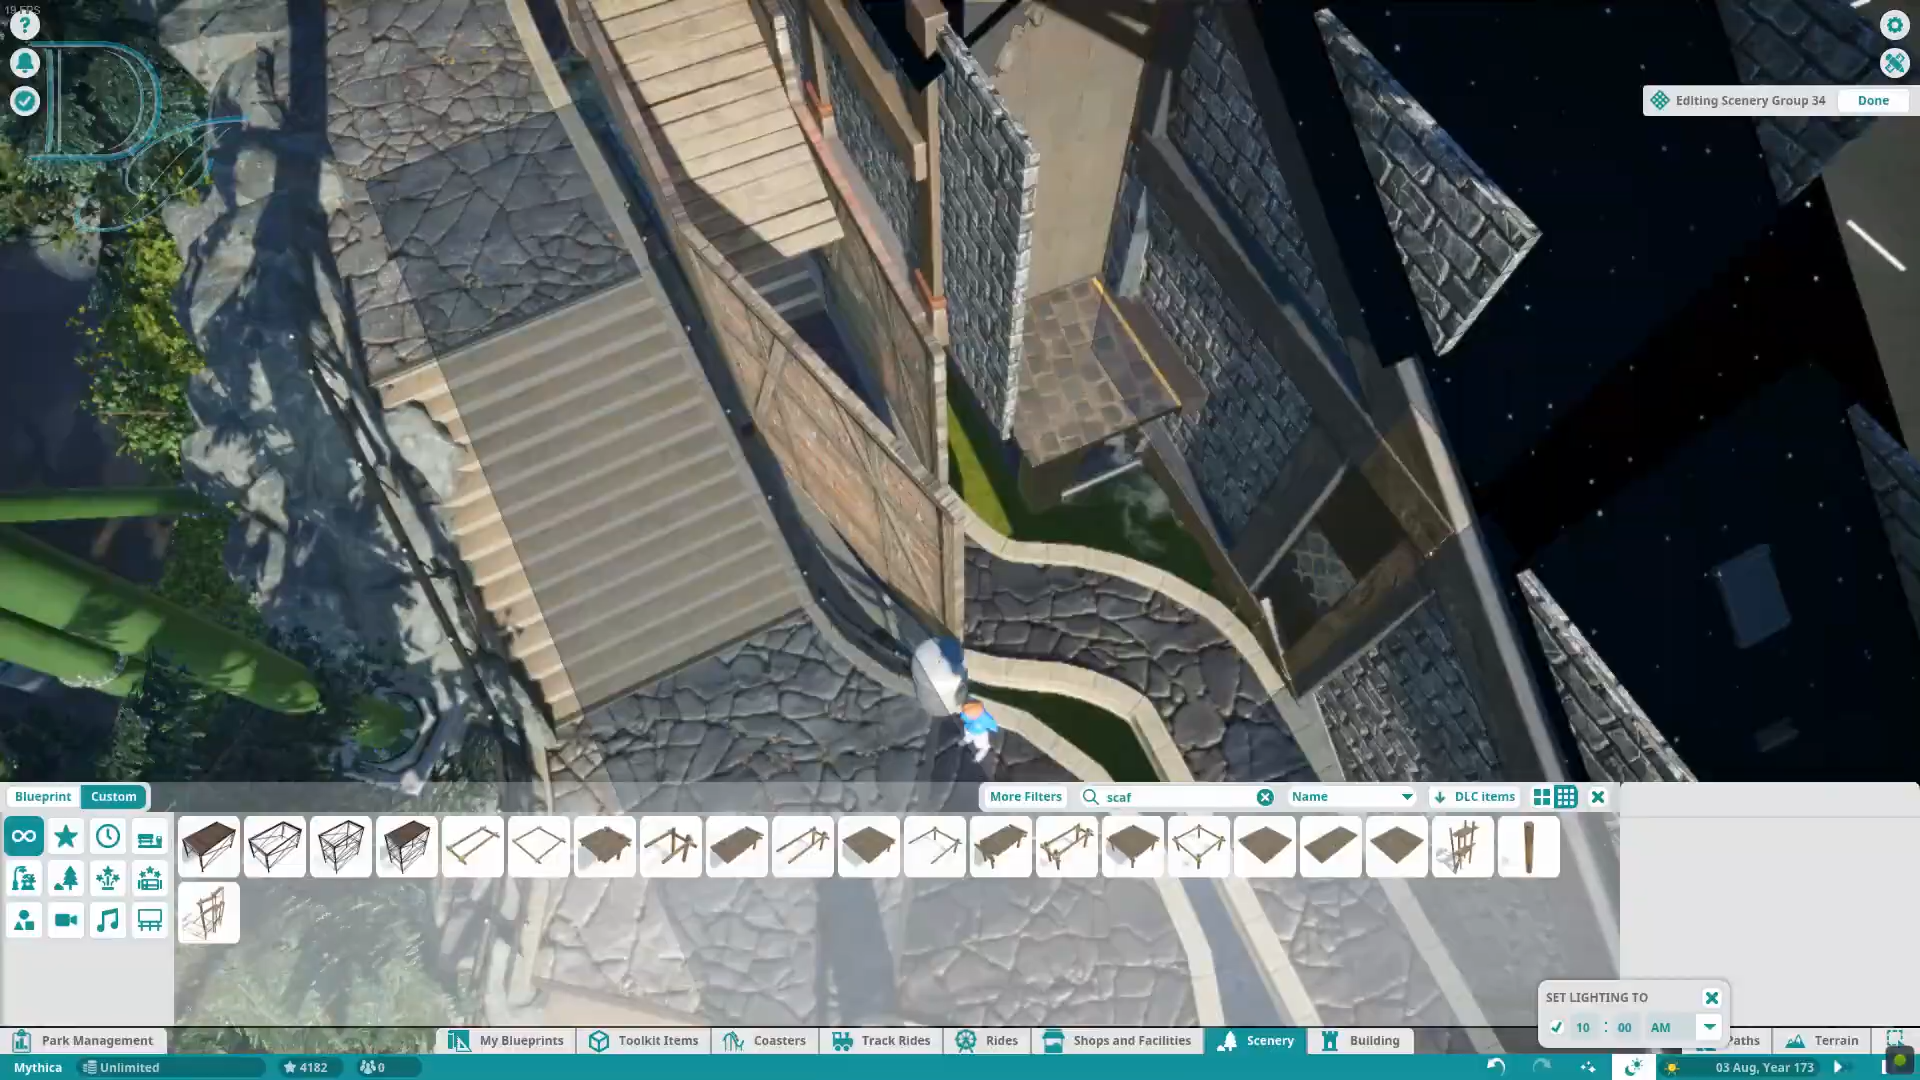 19 FPS
?
D
Editing Scenery Group 34
Done
Blueprint
Custom
More Filters
scaf
Name
DLC items
SET LIGHTING TO
10 : 00 AM
Park Management
My Blueprints
Toolkit Items
Coasters
Track Rides
Rides
Shops and Facilities
Scenery
Building
Paths
Terrain
Mythica
Unlimited
4182
0
03 Aug, Year 173